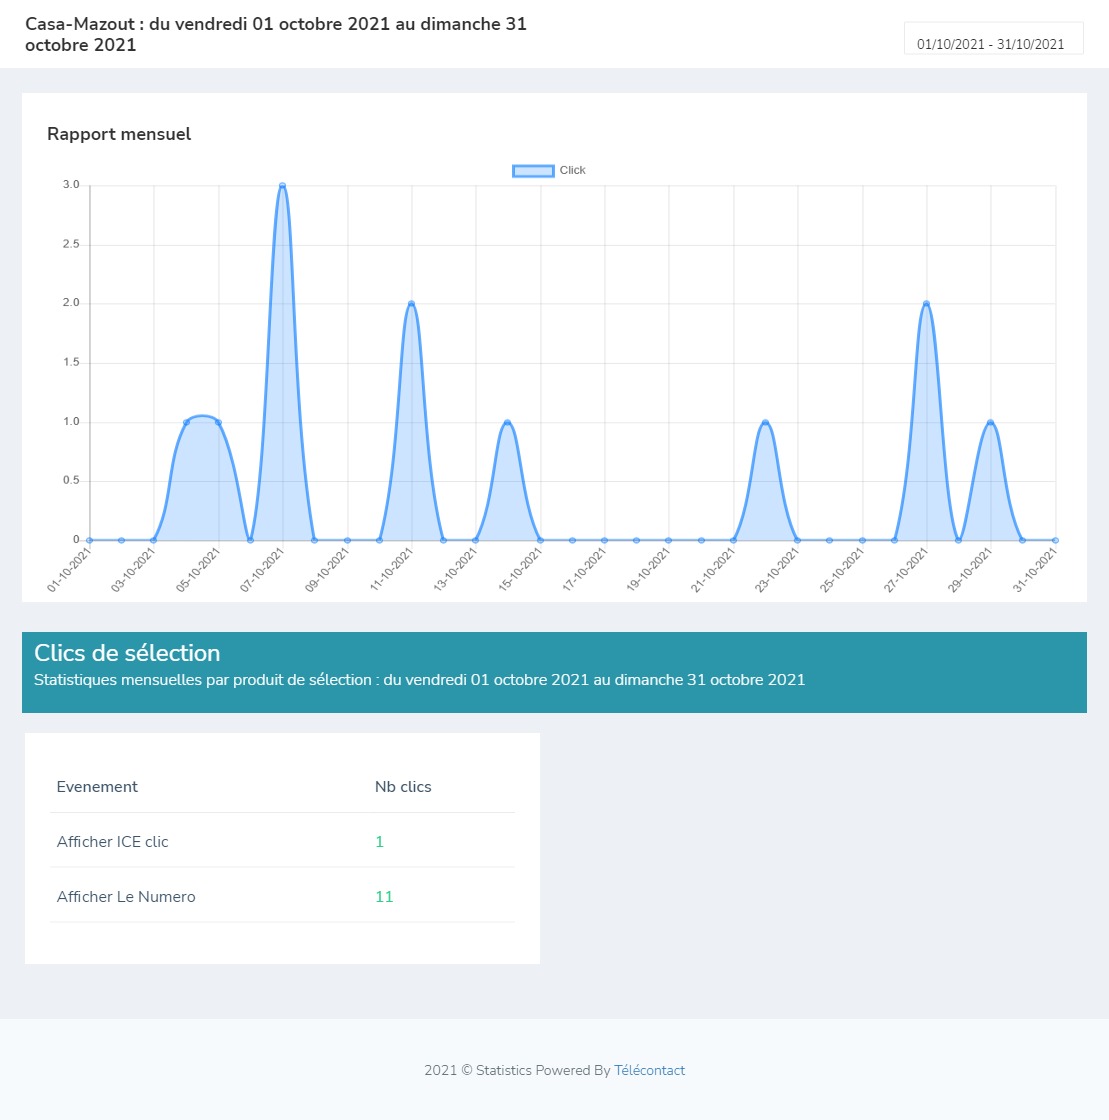 Casa-Mazout : du vendredi 01 octobre 2021 au dimanche 31
octobre 2021
01/10/2021 - 31/10/2021
Rapport mensuel
Click
3.0
2.5
2.0
1.5
1.0
0.5
0
01-10-2021
03-10-2021
05-10-2021
07-10-2021
09-10-2021
11-10-2021
13-10-2021
15-10-2021
17-10-2021
19-10-2021
21-10-2021
23-10-2021
25-10-2021
27-10-2021
29-10-2021
31-10-2021
Clics de sélection
Statistiques mensuelles par produit de sélection : du vendredi 01 octobre 2021 au dimanche 31 octobre 2021
Evenement Nb clics
Afficher ICE clic 1
Afficher Le Numero 11
2021 © Statistics Powered By Télécontact